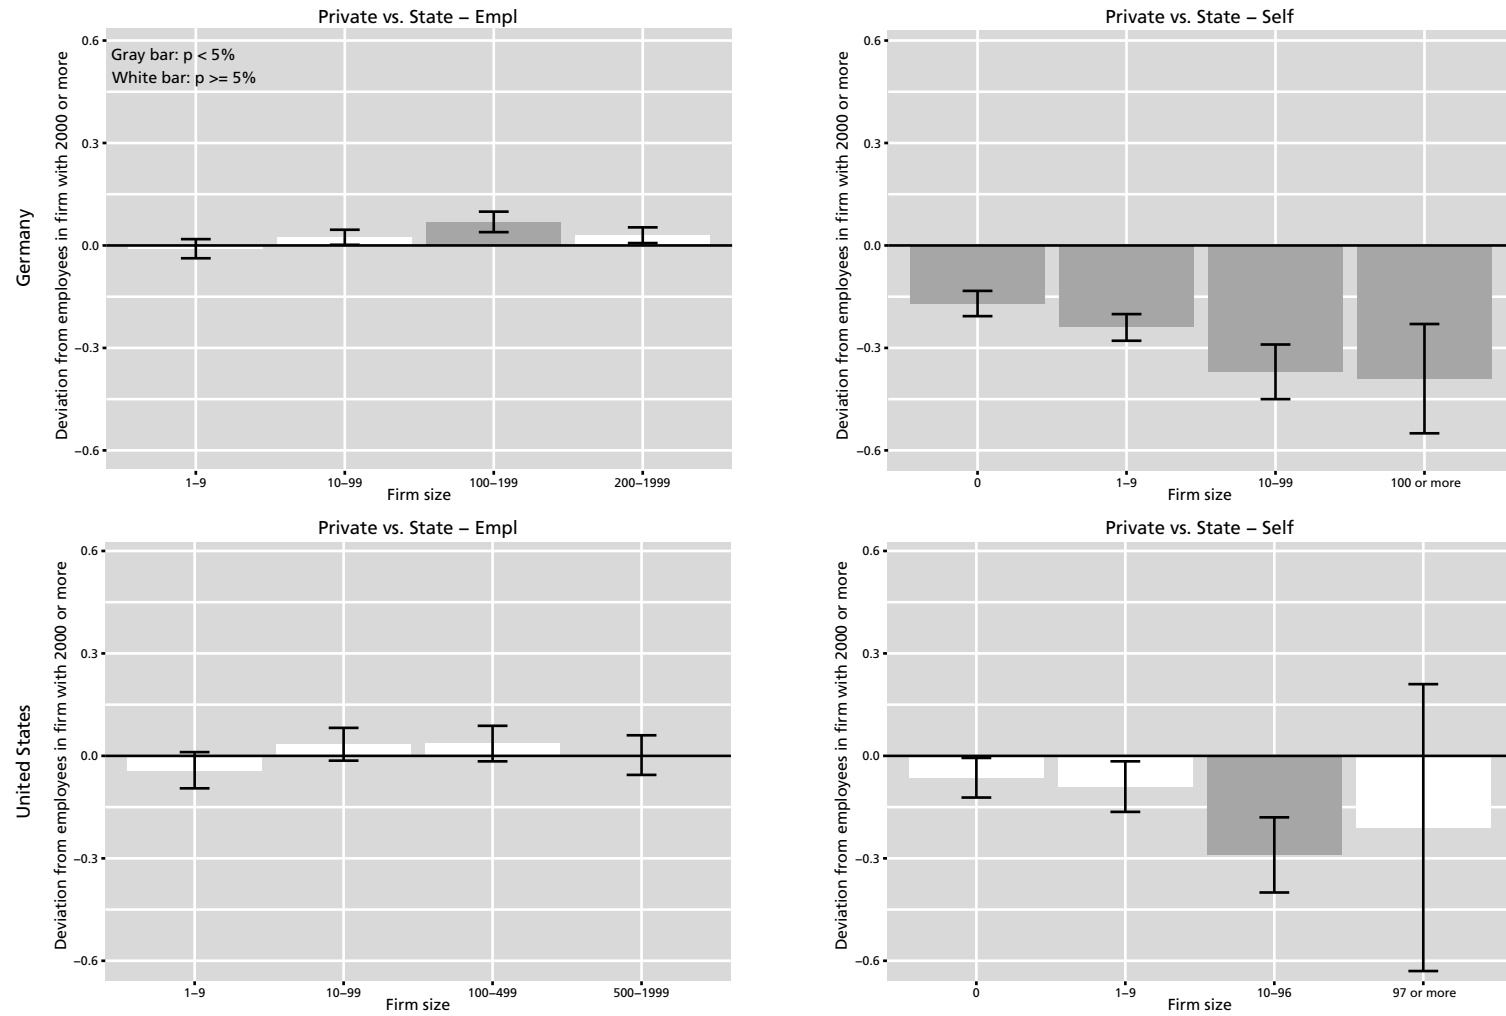 Private vs. State – Empl
Deviation from employees in firm with 2000 or more
Germany
0.6
0.3
0.0
−0.3
−0.6
Gray bar: p < 5%
White bar: p >= 5%
1–9
10–99
100–199
200–1999
Firm size
Private vs. State – Self
Deviation from employees in firm with 2000 or more
0.6
0.3
0.0
−0.3
−0.6
0
1–9
10–99
100 or more
Firm size
Private vs. State – Empl
Deviation from employees in firm with 2000 or more
United States
0.6
0.3
0.0
−0.3
−0.6
1–9
10–99
100–499
500–1999
Firm size
Private vs. State – Self
Deviation from employees in firm with 2000 or more
0.6
0.3
0.0
−0.3
−0.6
0
1–9
10–96
97 or more
Firm size